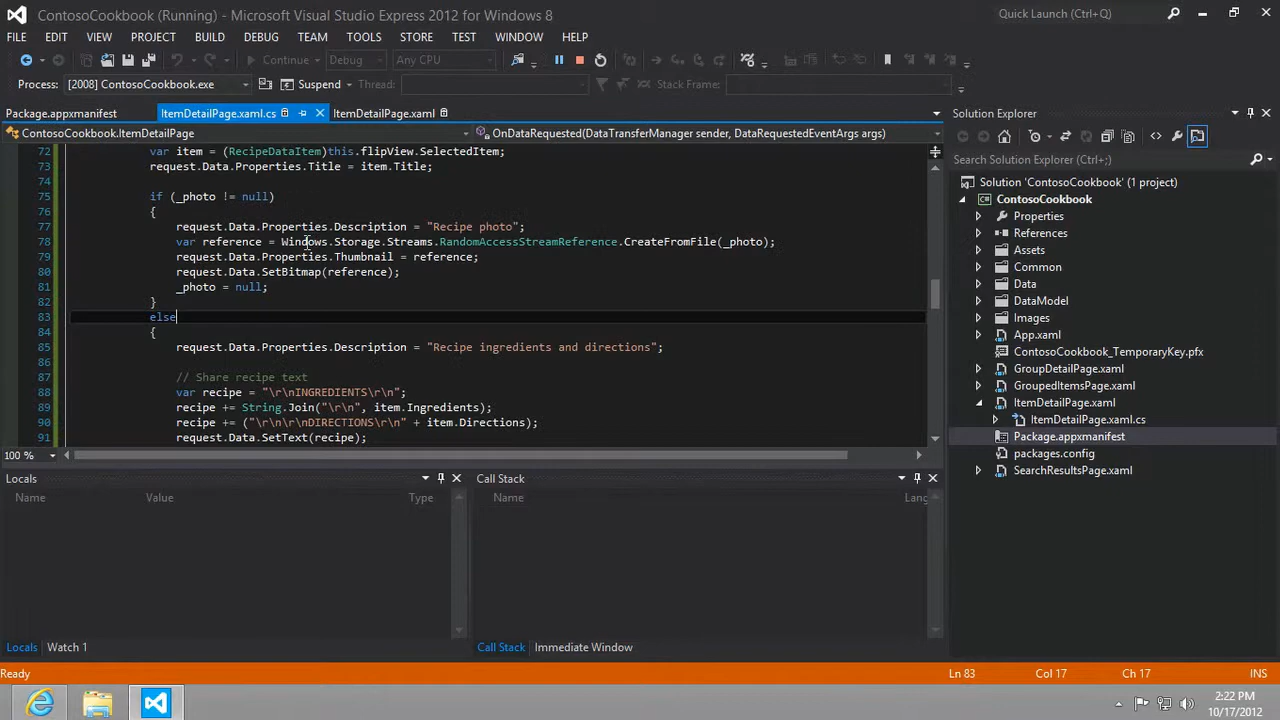 ContosoCookbook (Running) - Microsoft Visual Studio Express 2012 for Windows 8
Quick Launch (Ctrl+Q)
FILE EDIT VIEW PROJECT BUILD DEBUG TEAM TOOLS STORE TEST WINDOW HELP
Continue Debug Any CPU
Process: [2008] ContosoCookbook.exe Suspend Thread: Stack Frame:
Package.appxmanifest ItemDetailPage.xaml.cs ItemDetailPage.xaml
ContosoCookbook.ItemDetailPage OnDataRequested(DataTransferManager sender, DataRequestedEventArgs args)
72 var item = (RecipeDataItem)this.flipView.SelectedItem;
73 request.Data.Properties.Title = item.Title;
74
75 if (_photo != null)
76 {
77 request.Data.Properties.Description = "Recipe photo";
78 var reference = Windows.Storage.Streams.RandomAccessStreamReference.CreateFromFile(_photo);
79 request.Data.Properties.Thumbnail = reference;
80 request.Data.SetBitmap(reference);
81 _photo = null;
82 }
83 else
84 {
85 request.Data.Properties.Description = "Recipe ingredients and directions";
86
87 // Share recipe text
88 var recipe = "\r\nINGREDIENTS\r\n";
89 recipe += String.Join("\r\n", item.Ingredients);
90 recipe += ("\r\n\r\nDIRECTIONS\r\n" + item.Directions);
91 request.Data.SetText(recipe);
100 %
Locals
Name Value Type
Locals Watch 1
Call Stack
Name Lang
Call Stack Immediate Window
Solution Explorer
Search Solution Explorer (Ctrl+;)
Solution 'ContosoCookbook' (1 project)
ContosoCookbook
Properties
References
Assets
Common
Data
DataModel
Images
App.xaml
ContosoCookbook_TemporaryKey.pfx
GroupDetailPage.xaml
GroupedItemsPage.xaml
ItemDetailPage.xaml
ItemDetailPage.xaml.cs
Package.appxmanifest
packages.config
SearchResultsPage.xaml
Ready Ln 83 Col 17 Ch 17 INS
2:22 PM
10/17/2012